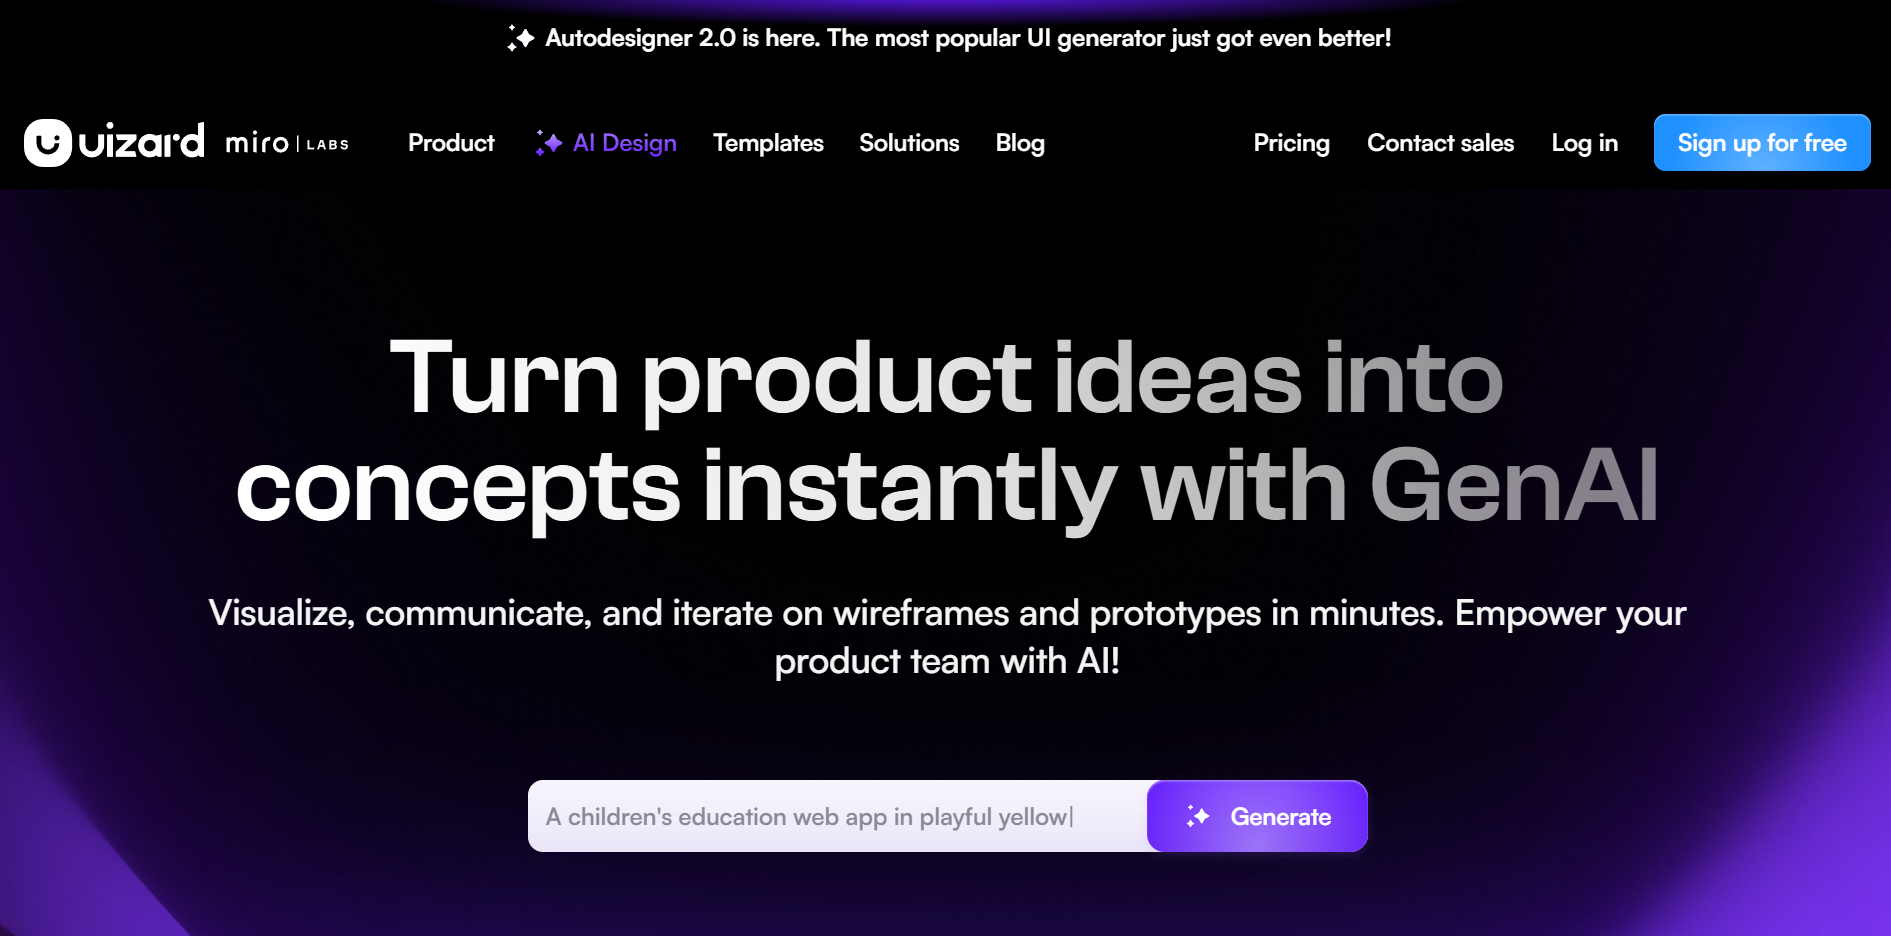 Autodesigner 2.0 is here. The most popular UI generator just got even better!
uizard miro | LABS Product AI Design Templates Solutions Blog Pricing Contact sales Log in Sign up for free
Turn product ideas into
concepts instantly with GenAI
Visualize, communicate, and iterate on wireframes and prototypes in minutes. Empower your
product team with AI!
A children's education web app in playful yellow Generate